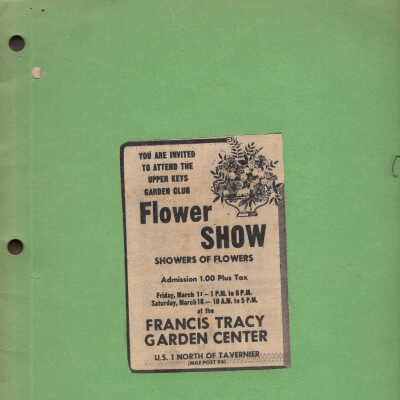 YOU ARE INVITED
TO ATTEND THE
UPPER KEYS
GARDEN CLUB
Flower
SHOW
SHOWERS OF FLOWERS
Admission 1.00 Plus Tax
Friday, March — 1 P.M. to P.M.
Saturday, March 18 — 10 A.M. to 5 P.M.
at the
FRANCIS TRACY
GARDEN CENTER
U.S. 1 NORTH OF TAVERNIER
(MILE POST